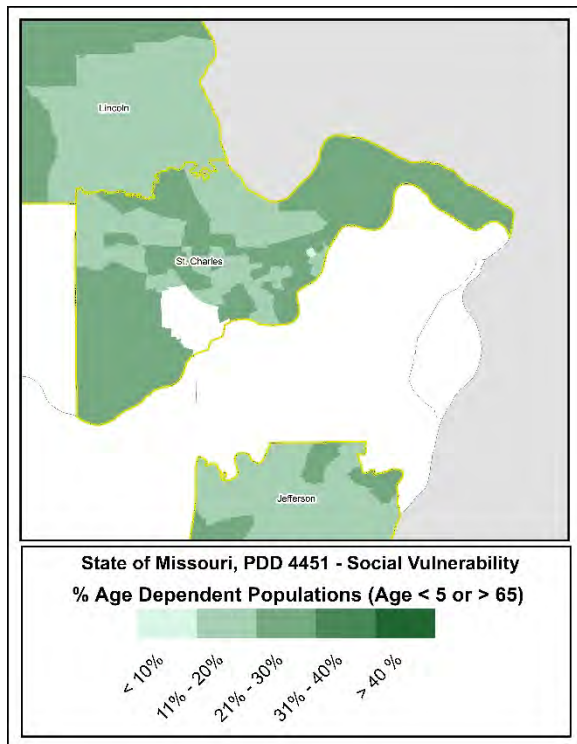 Lincoln
St. Charles
Jefferson
State of Missouri, PDD 4451 - Social Vulnerability
% Age Dependent Populations (Age < 5 or > 65)
< 10%
11% - 20%
21% - 30%
31% - 40%
> 40 %